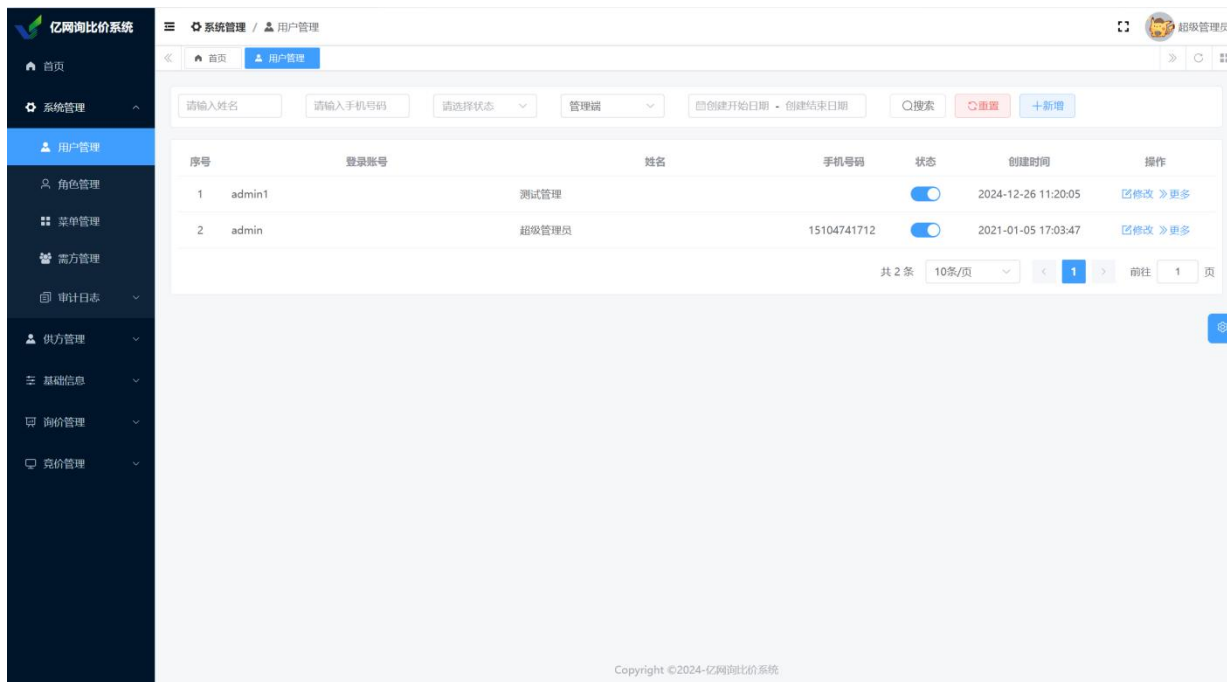 亿网询比价系统
系统管理 / 用户管理
超级管理员
首页
用户管理
首页
系统管理
用户管理
角色管理
菜单管理
需方管理
审计日志
供方管理
基础信息
询价管理
竞价管理
请输入姓名 请输入手机号码 请选择状态 管理端 创建开始日期 - 创建结束日期 搜索 重置 +新增
序号 登录账号 姓名 手机号码 状态 创建时间 操作
1 admin1 测试管理 2024-12-26 11:20:05 修改 更多
2 admin 超级管理员 15104741712 2021-01-05 17:03:47 修改 更多
共 2 条 10条/页 < 1 > 前往 1 页
Copyright ©2024-亿网询比价系统